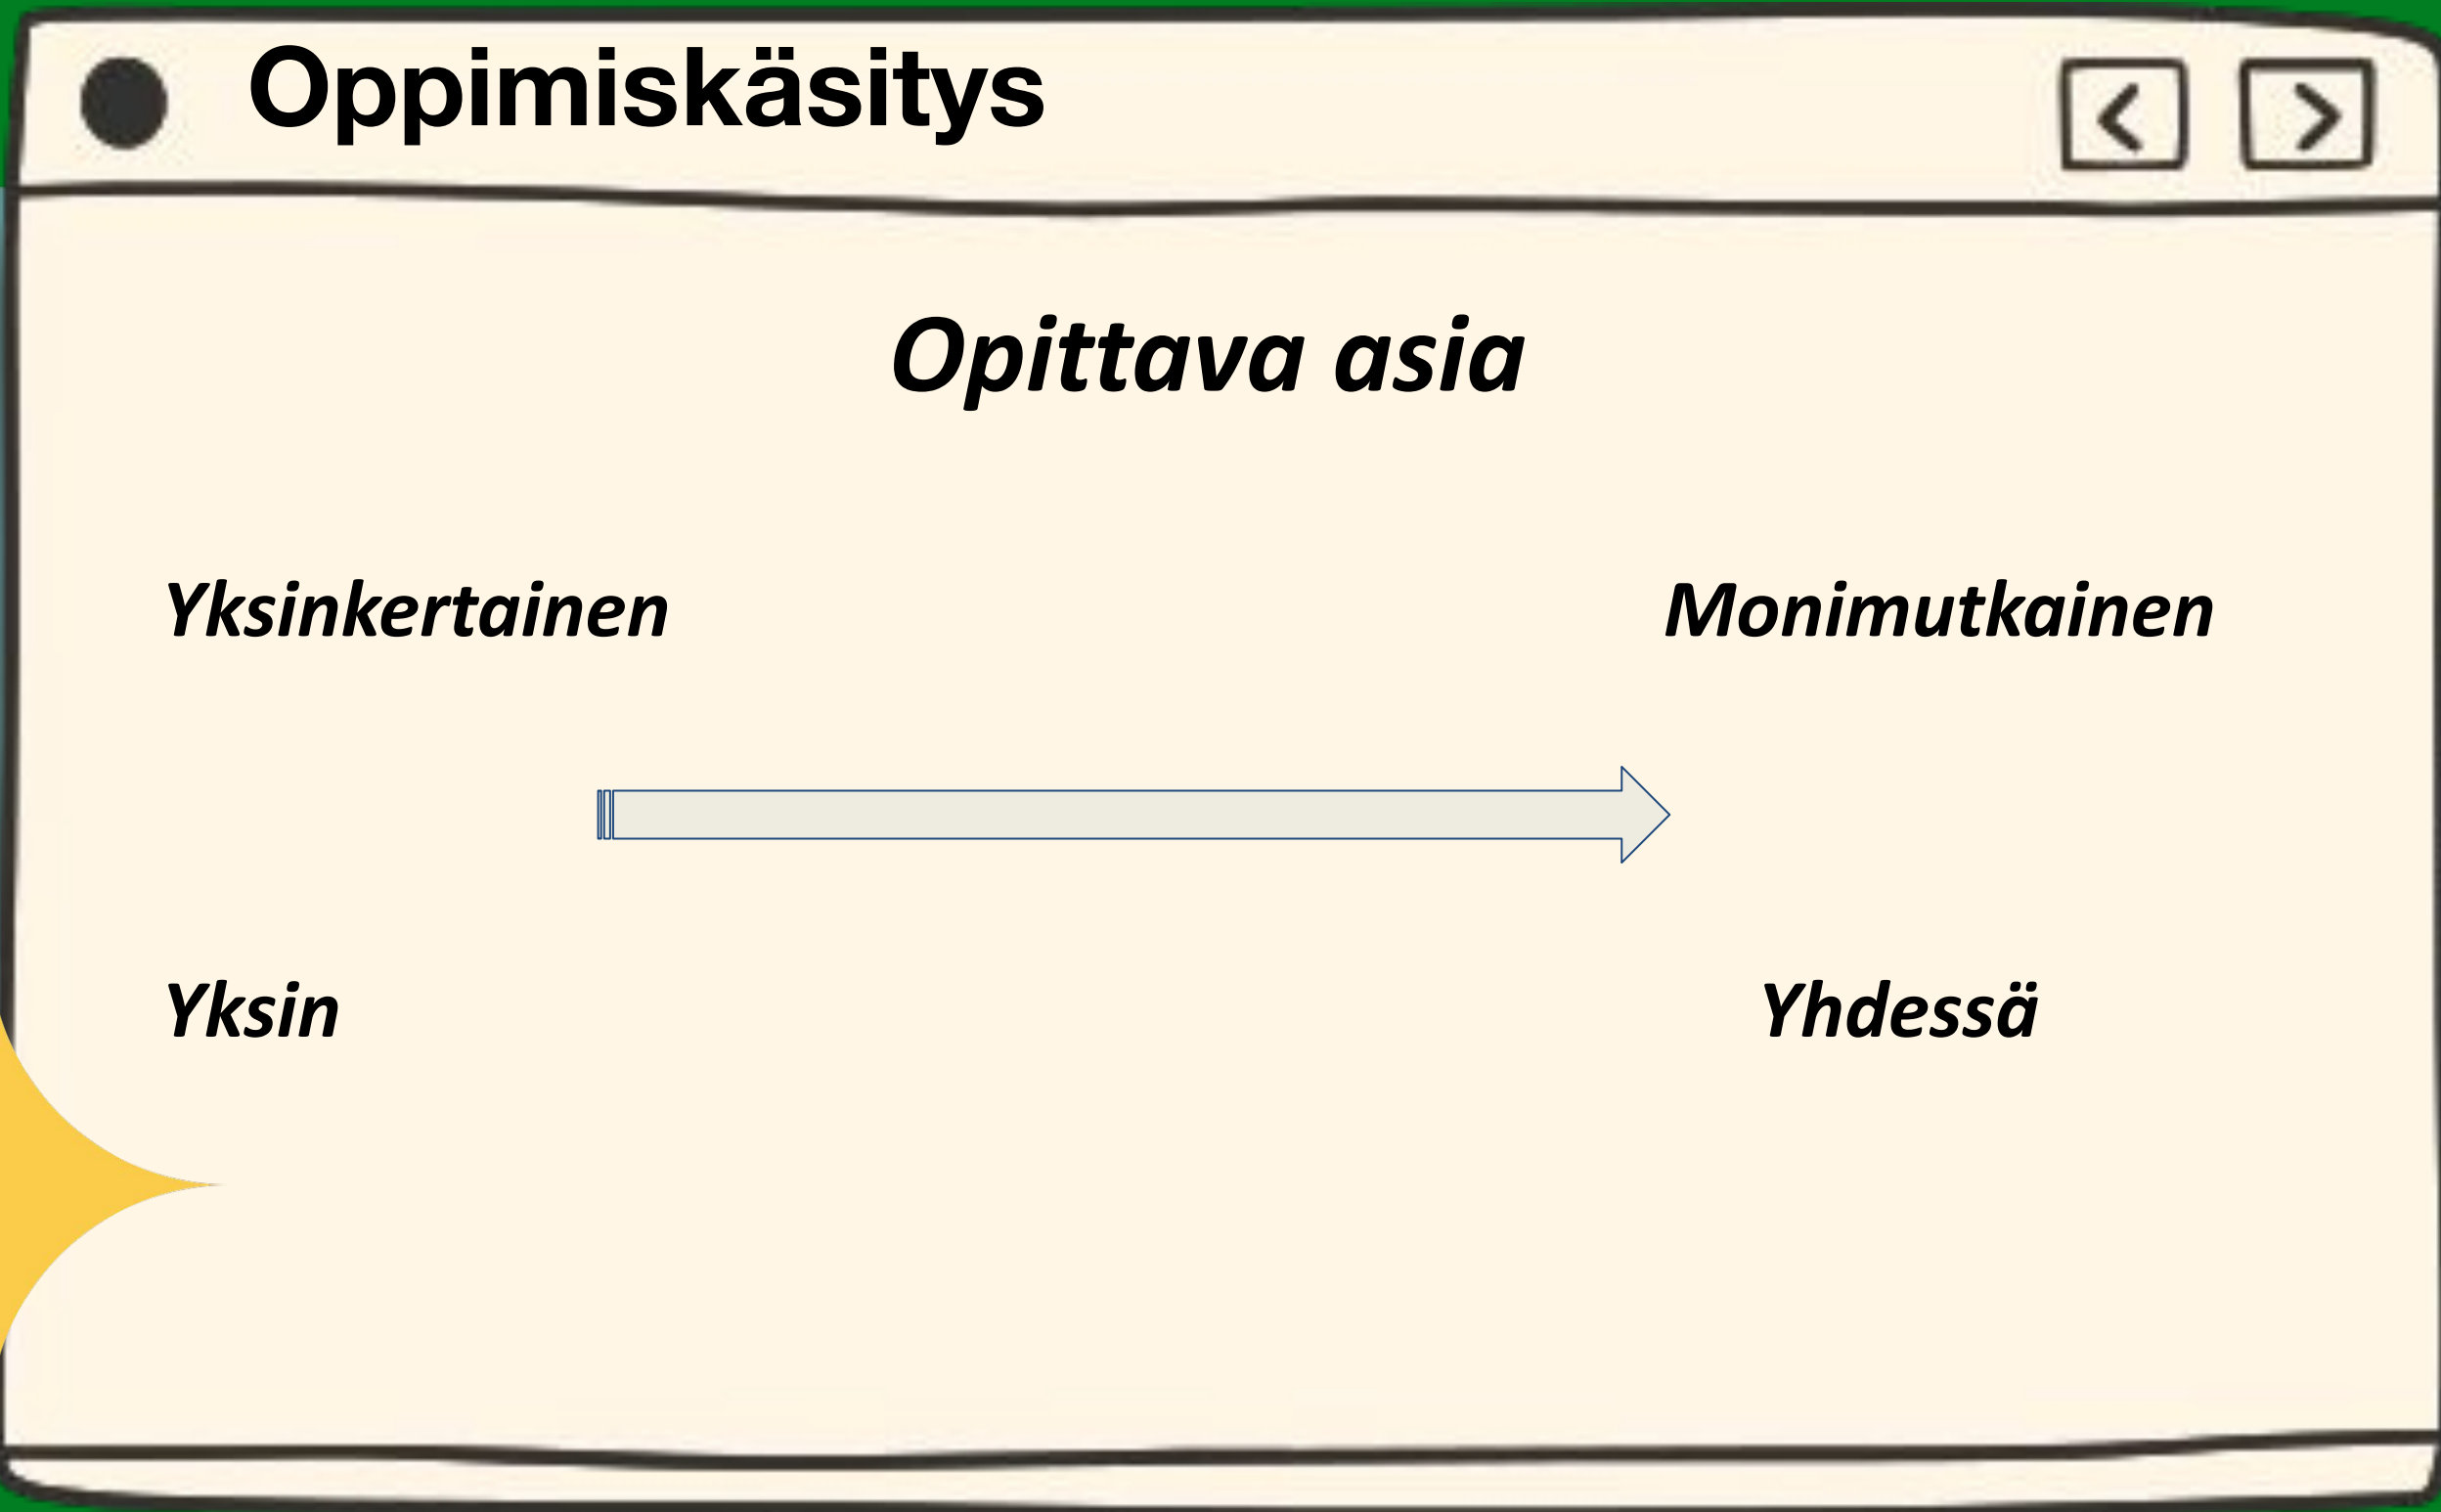 Oppimiskäsitys
Opittava asia
Yksinkertainen Monimutkainen
Yksin Yhdessä